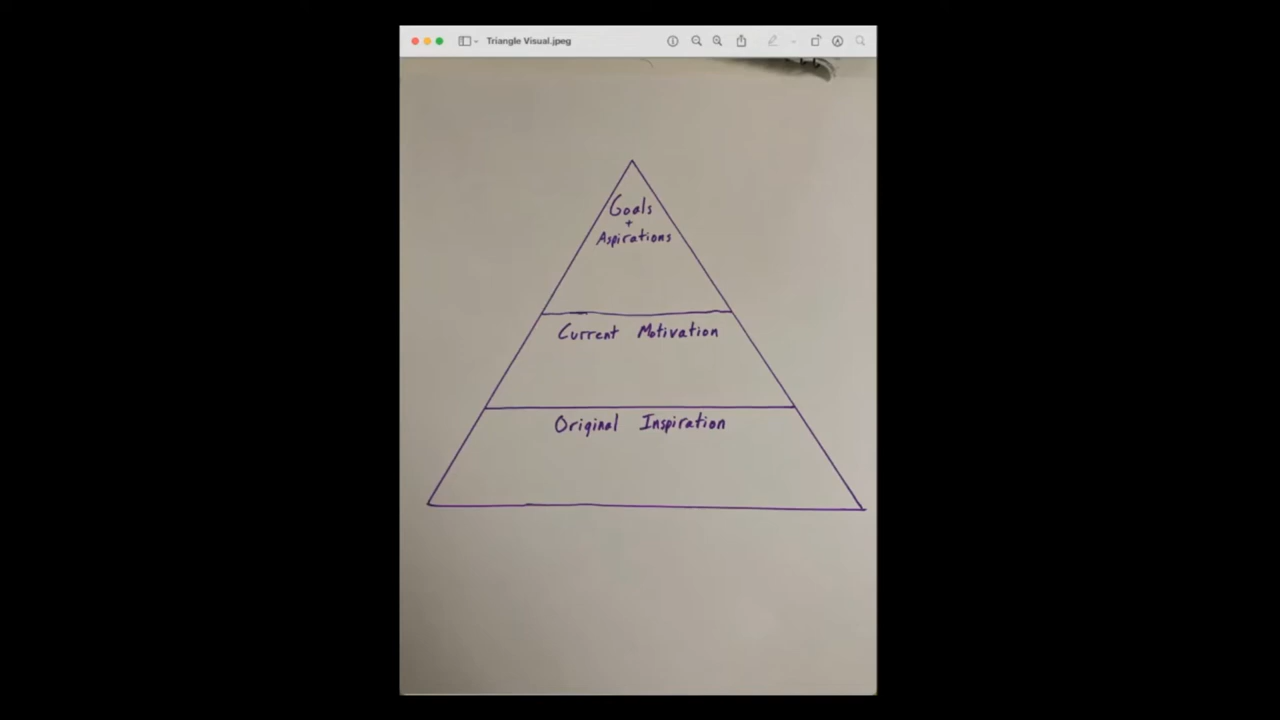 Triangle Visual.jpeg
Goals
+
Aspirations
Current Motivation
Original Inspiration